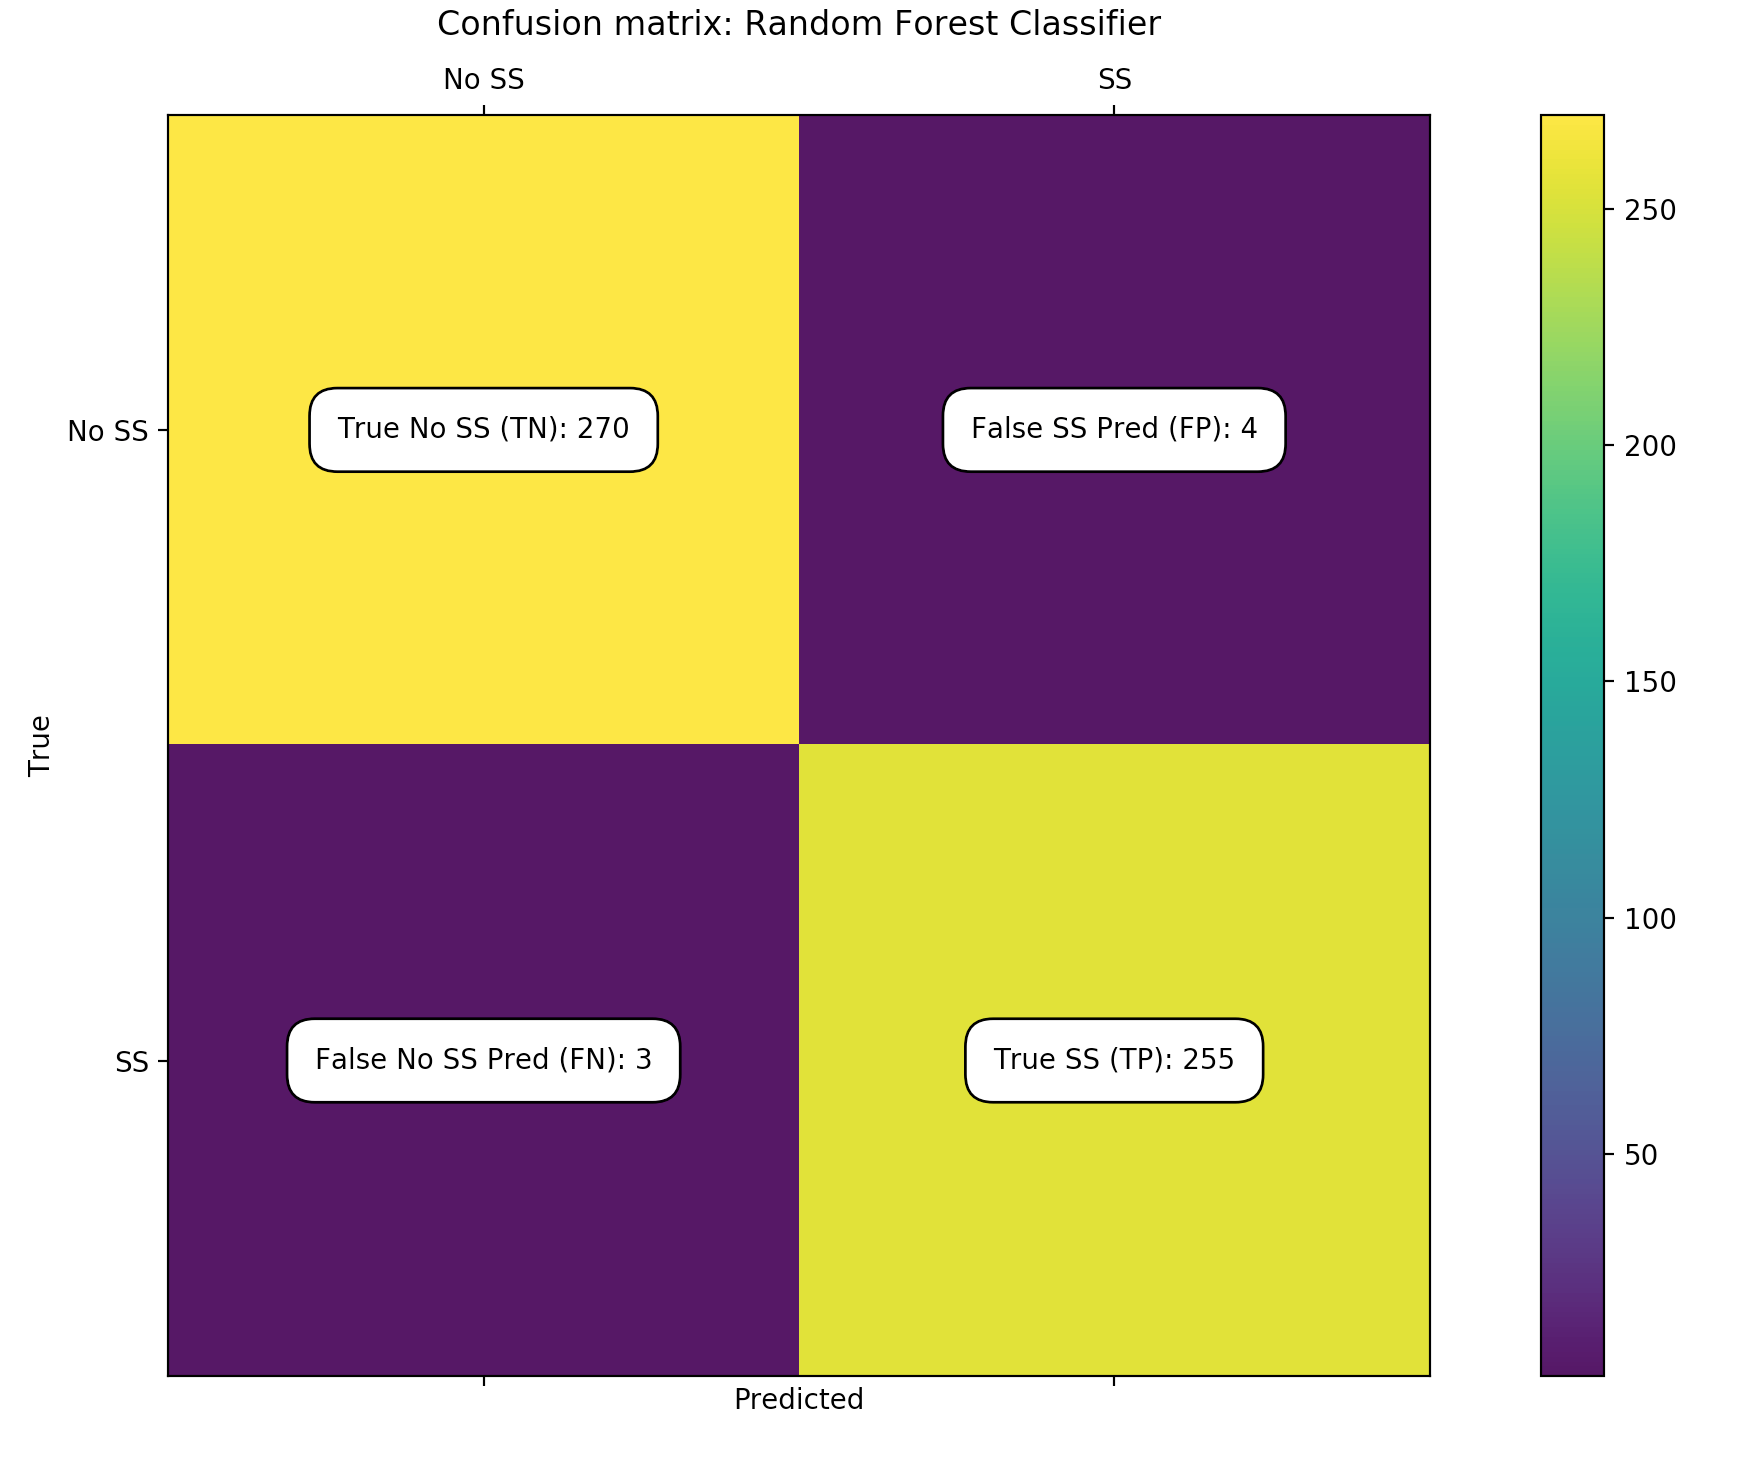 Confusion matrix: Random Forest Classifier
No SS
SS
250
True No SS (TN): 270
False SS Pred (FP): 4
No SS
200
150
True
100
False No SS Pred (FN): 3
True SS (TP): 255
SS
50
Predicted